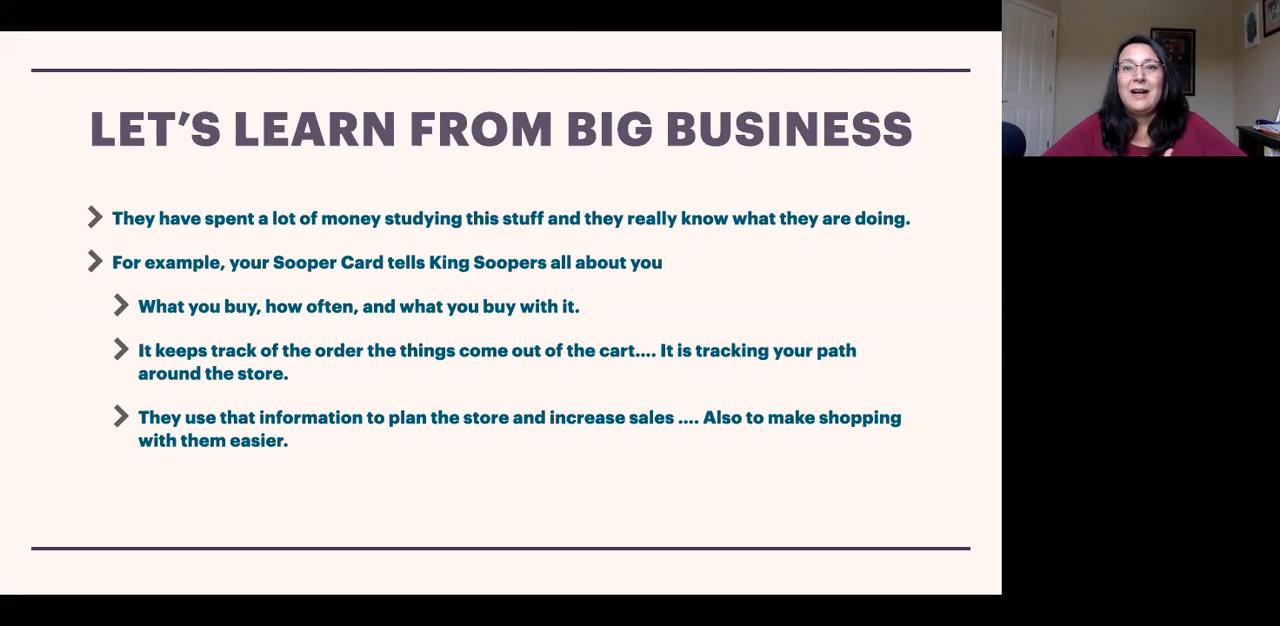 LET’S LEARN FROM BIG BUSINESS
They have spent a lot of money studying this stuff and they really know what they are doing.
For example, your Sooper Card tells King Soopers all about you
What you buy, how often, and what you buy with it.
It keeps track of the order the things come out of the cart.... It is tracking your path
around the store.
They use that information to plan the store and increase sales .... Also to make shopping
with them easier.